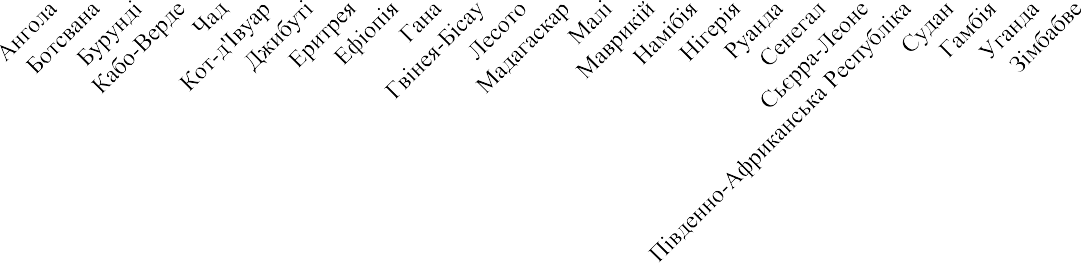 Ангола
Ботсвана
Бурунді
Кабо-Верде
Чад
Кот-д'Івуар
Джибуті
Еритрея
Ефіопія
Гана
Гвінея-Бісау
Лесото
Мадагаскар
Малі
Маврикій
Намібія
Нігерія
Руанда
Сенегал
Сьєрра-Леоне
Південно-Африканська Республіка
Судан
Гамбія
Уганда
Зімбабве